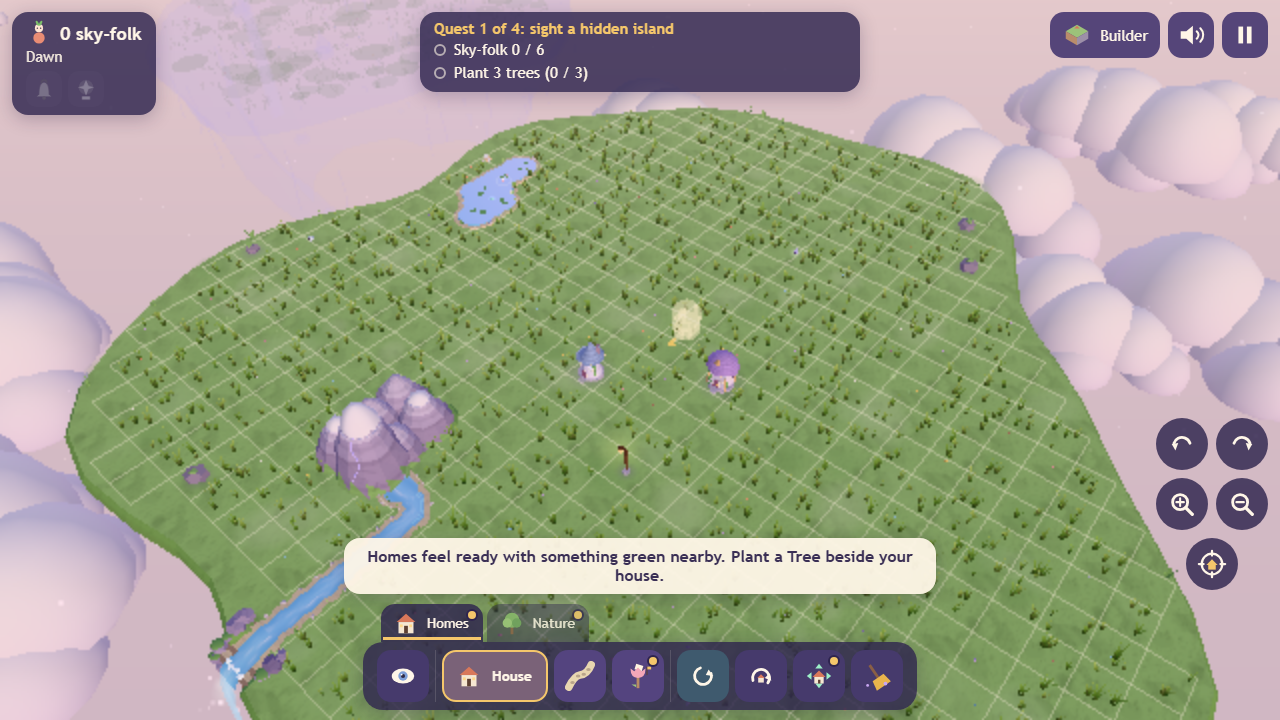 0 sky-folk
Dawn
Quest 1 of 4: sight a hidden island
Sky-folk 0 / 6
Plant 3 trees (0 / 3)
Builder
Homes feel ready with something green nearby. Plant a Tree beside your
house.
Homes
Nature
House